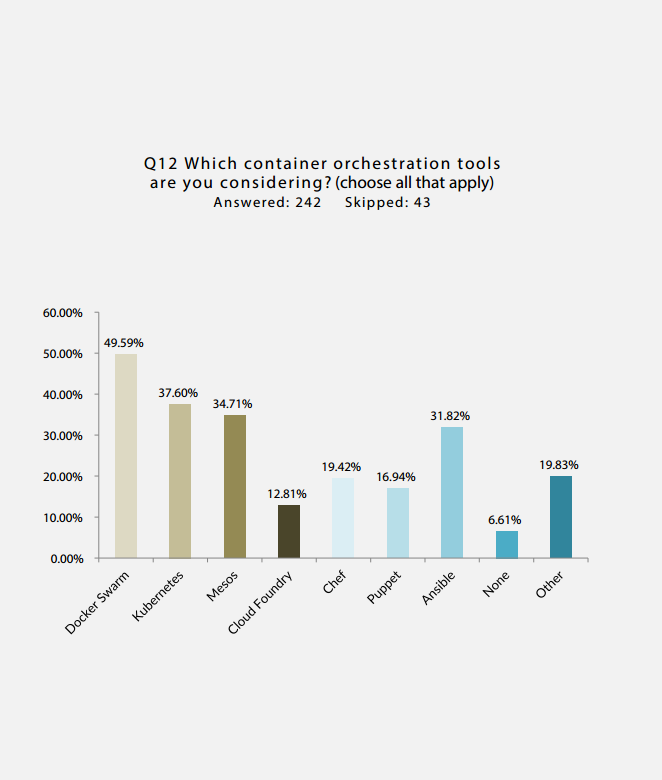 Q12 Which container orchestration tools
are you considering? (choose all that apply)
Answered: 242 Skipped: 43
60.00%
50.00%
40.00%
30.00%
20.00%
10.00%
0.00%
49.59%
37.60%
34.71%
12.81%
19.42%
16.94%
31.82%
6.61%
19.83%
Docker Swarm
Kubernetes
Mesos
Cloud Foundry
Chef
Puppet
Ansible
None
Other